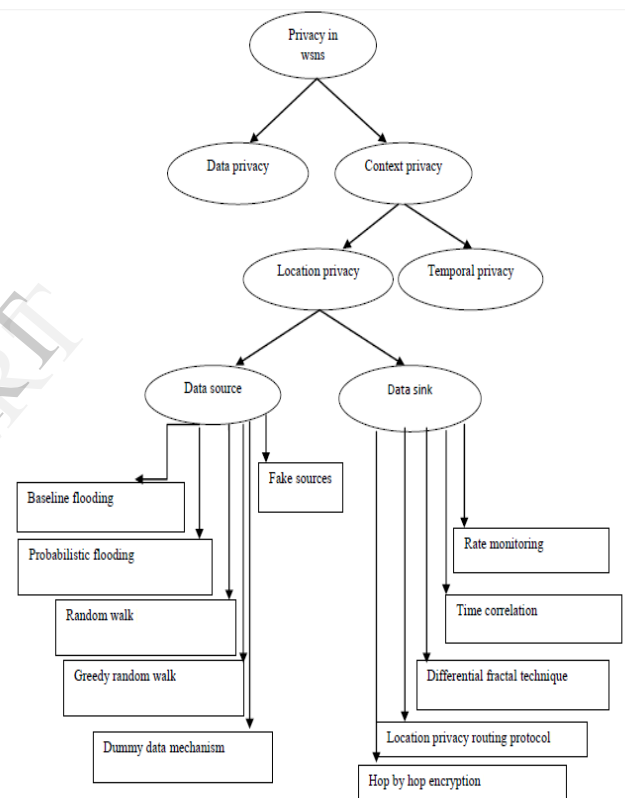 Privacy in
wsns
Data privacy
Context privacy
Location privacy
Temporal privacy
Data source
Data sink
Fake sources
Baseline flooding
Probabilistic flooding
Random walk
Greedy random walk
Dummy data mechanism
Rate monitoring
Time correlation
Differential fractal technique
Location privacy routing protocol
Hop by hop encryption